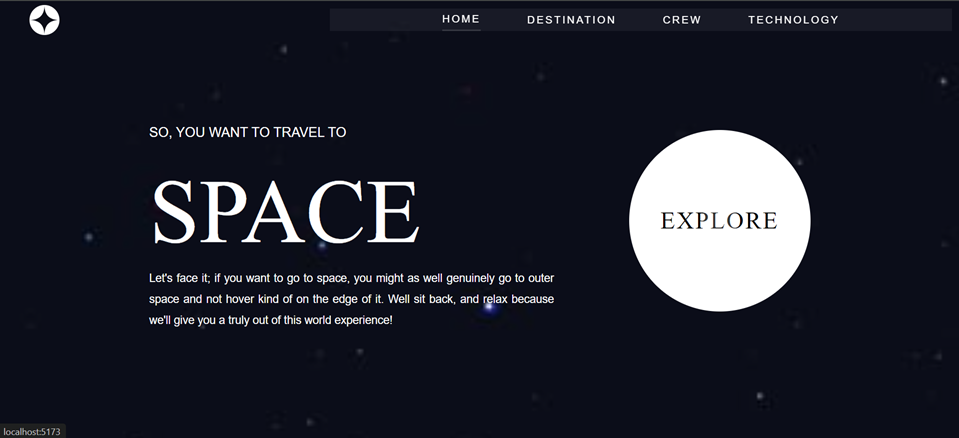 HOME DESTINATION CREW TECHNOLOGY
SO, YOU WANT TO TRAVEL TO
SPACE
Let's face it; if you want to go to space, you might as well genuinely go to outer
space and not hover kind of on the edge of it. Well sit back, and relax because
we'll give you a truly out of this world experience!
EXPLORE
localhost:5173